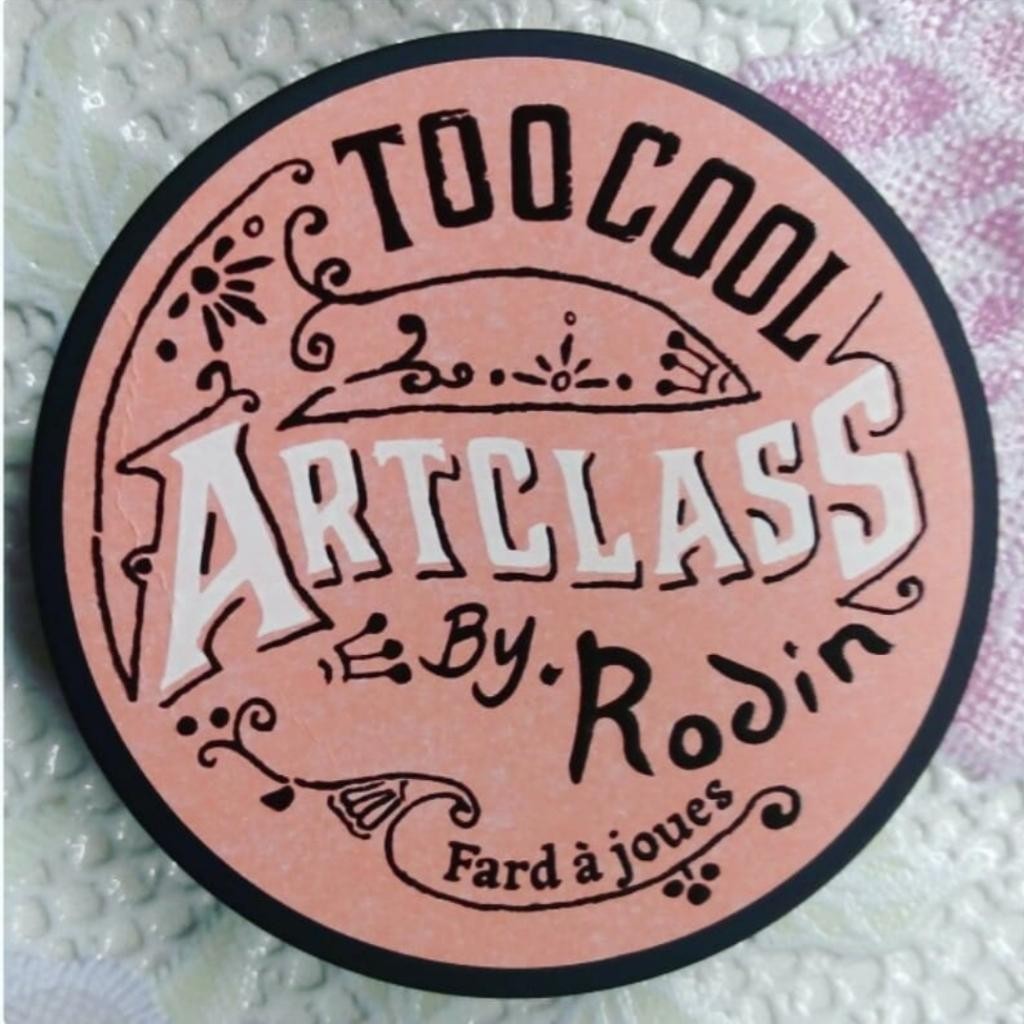 TOO COOL
ARTCLASS
By. Rodin
Fard à joues